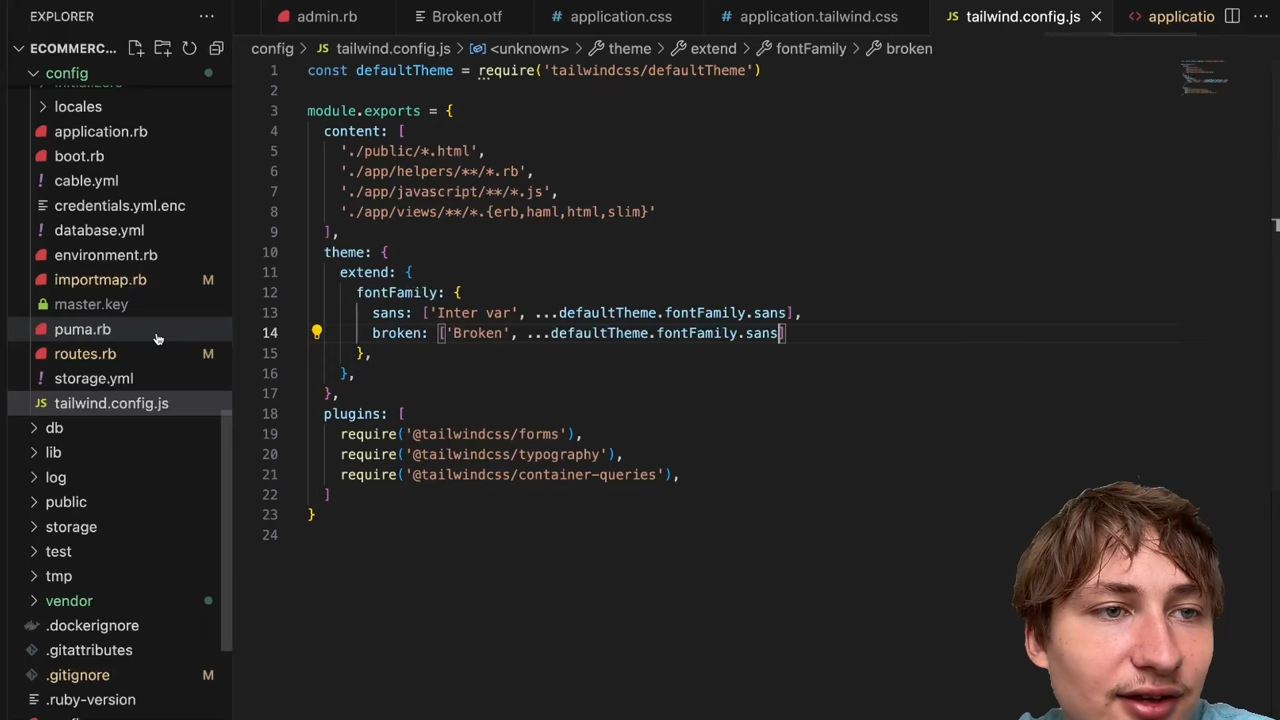 EXPLORER
admin.rb
Broken.otf
application.css
application.tailwind.css
tailwind.config.js
applicatio
ECOMMERC...
config > tailwind.config.js > <unknown> > theme > extend > fontFamily > broken
config
locales
application.rb
boot.rb
cable.yml
credentials.yml.enc
database.yml
environment.rb
importmap.rb M
master.key
puma.rb
routes.rb M
storage.yml
JS tailwind.config.js
db
lib
log
public
storage
test
tmp
vendor
.dockerignore
.gitattributes
.gitignore M
.ruby-version
1 const defaultTheme = require('tailwindcss/defaultTheme')
2
3 module.exports = {
4 content: [
5 './public/*.html',
6 './app/helpers/**/*.rb',
7 './app/javascript/**/*.js',
8 './app/views/**/*.{erb,haml,html,slim}'
9 ],
10 theme: {
11 extend: {
12 fontFamily: {
13 sans: ['Inter var', ...defaultTheme.fontFamily.sans],
14 broken: ['Broken', ...defaultTheme.fontFamily.sans]
15 },
16 },
17 },
18 plugins: [
19 require('@tailwindcss/forms'),
20 require('@tailwindcss/typography'),
21 require('@tailwindcss/container-queries'),
22 ]
23 }
24